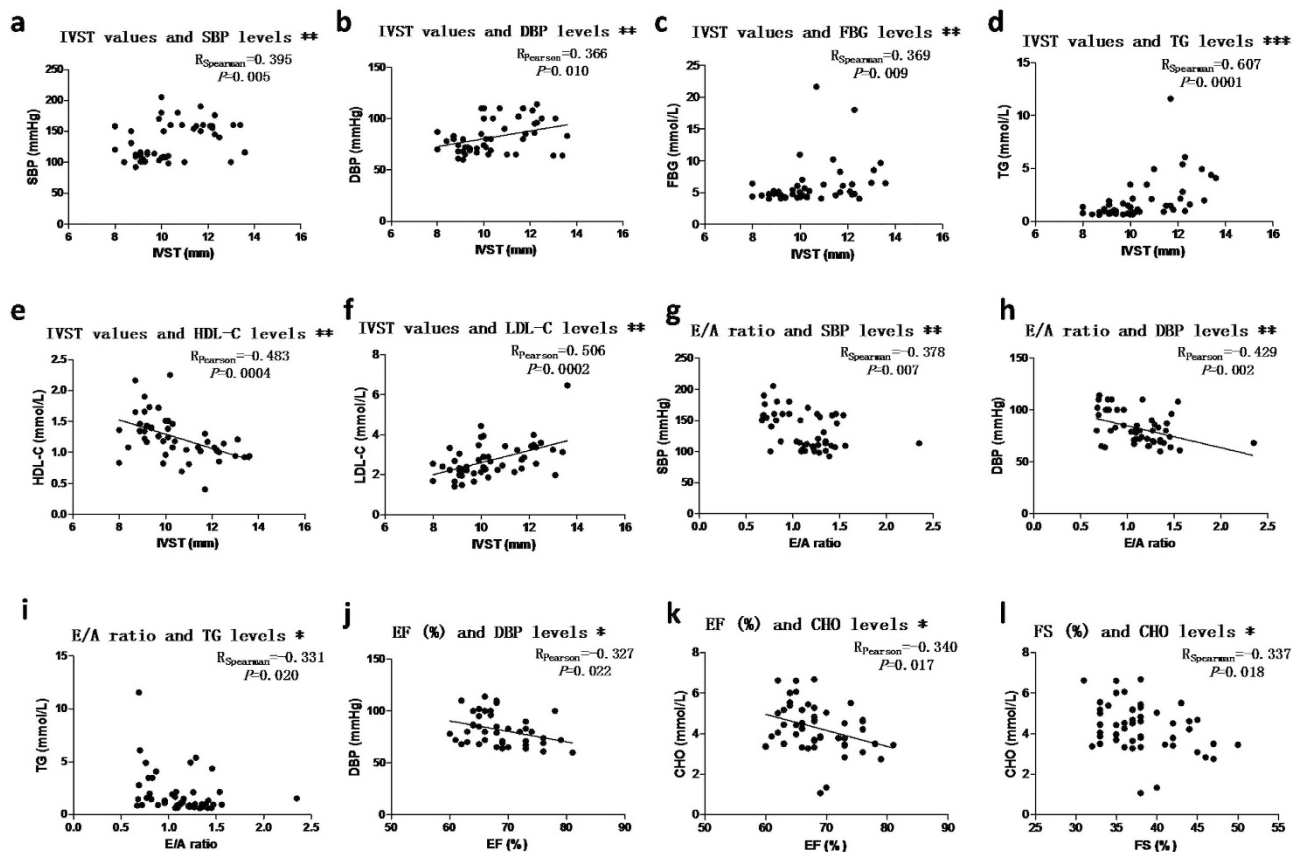 a
IVST values and SBP levels **
R_Spearman=0.395
P=0.005
250
200
150
100
50
0
SBP (mmHg)
6 8 10 12 14 16
IVST (mm)
b
IVST values and DBP levels **
R_Pearson=0.366
P=0.010
150
100
50
0
DBP (mmHg)
6 8 10 12 14 16
IVST (mm)
c
IVST values and FBG levels **
R_Spearman=0.369
P=0.009
25
20
15
10
5
0
FBG (mmol/L)
6 8 10 12 14 16
IVST (mm)
d
IVST values and TG levels ***
R_Spearman=0.607
P=0.0001
15
10
5
0
TG (mmol/L)
6 8 10 12 14 16
IVST (mm)
e
IVST values and HDL-C levels **
R_Pearson=-0.483
P=0.0004
2.5
2.0
1.5
1.0
0.5
0.0
HDL-C (mmol/L)
6 8 10 12 14 16
IVST (mm)
f
IVST values and LDL-C levels **
R_Pearson=0.506
P=0.0002
8
6
4
2
0
LDL-C (mmol/L)
6 8 10 12 14 16
IVST (mm)
g
E/A ratio and SBP levels **
R_Spearman=-0.378
P=0.007
250
200
150
100
50
0
SBP (mmHg)
0.0 0.5 1.0 1.5 2.0 2.5
E/A ratio
h
E/A ratio and DBP levels **
R_Pearson=-0.429
P=0.002
150
100
50
0
DBP (mmHg)
0.0 0.5 1.0 1.5 2.0 2.5
E/A ratio
i
E/A ratio and TG levels *
R_Spearman=-0.331
P=0.020
15
10
5
0
TG (mmol/L)
0.0 0.5 1.0 1.5 2.0 2.5
E/A ratio
j
EF (%) and DBP levels *
R_Pearson=-0.327
P=0.022
150
100
50
0
DBP (mmHg)
50 60 70 80 90
EF (%)
k
EF (%) and CHO levels *
R_Pearson=-0.340
P=0.017
8
6
4
2
0
CHO (mmol/L)
50 60 70 80 90
EF (%)
l
FS (%) and CHO levels *
R_Spearman=-0.337
P=0.018
8
6
4
2
0
CHO (mmol/L)
25 30 35 40 45 50 55
FS (%)